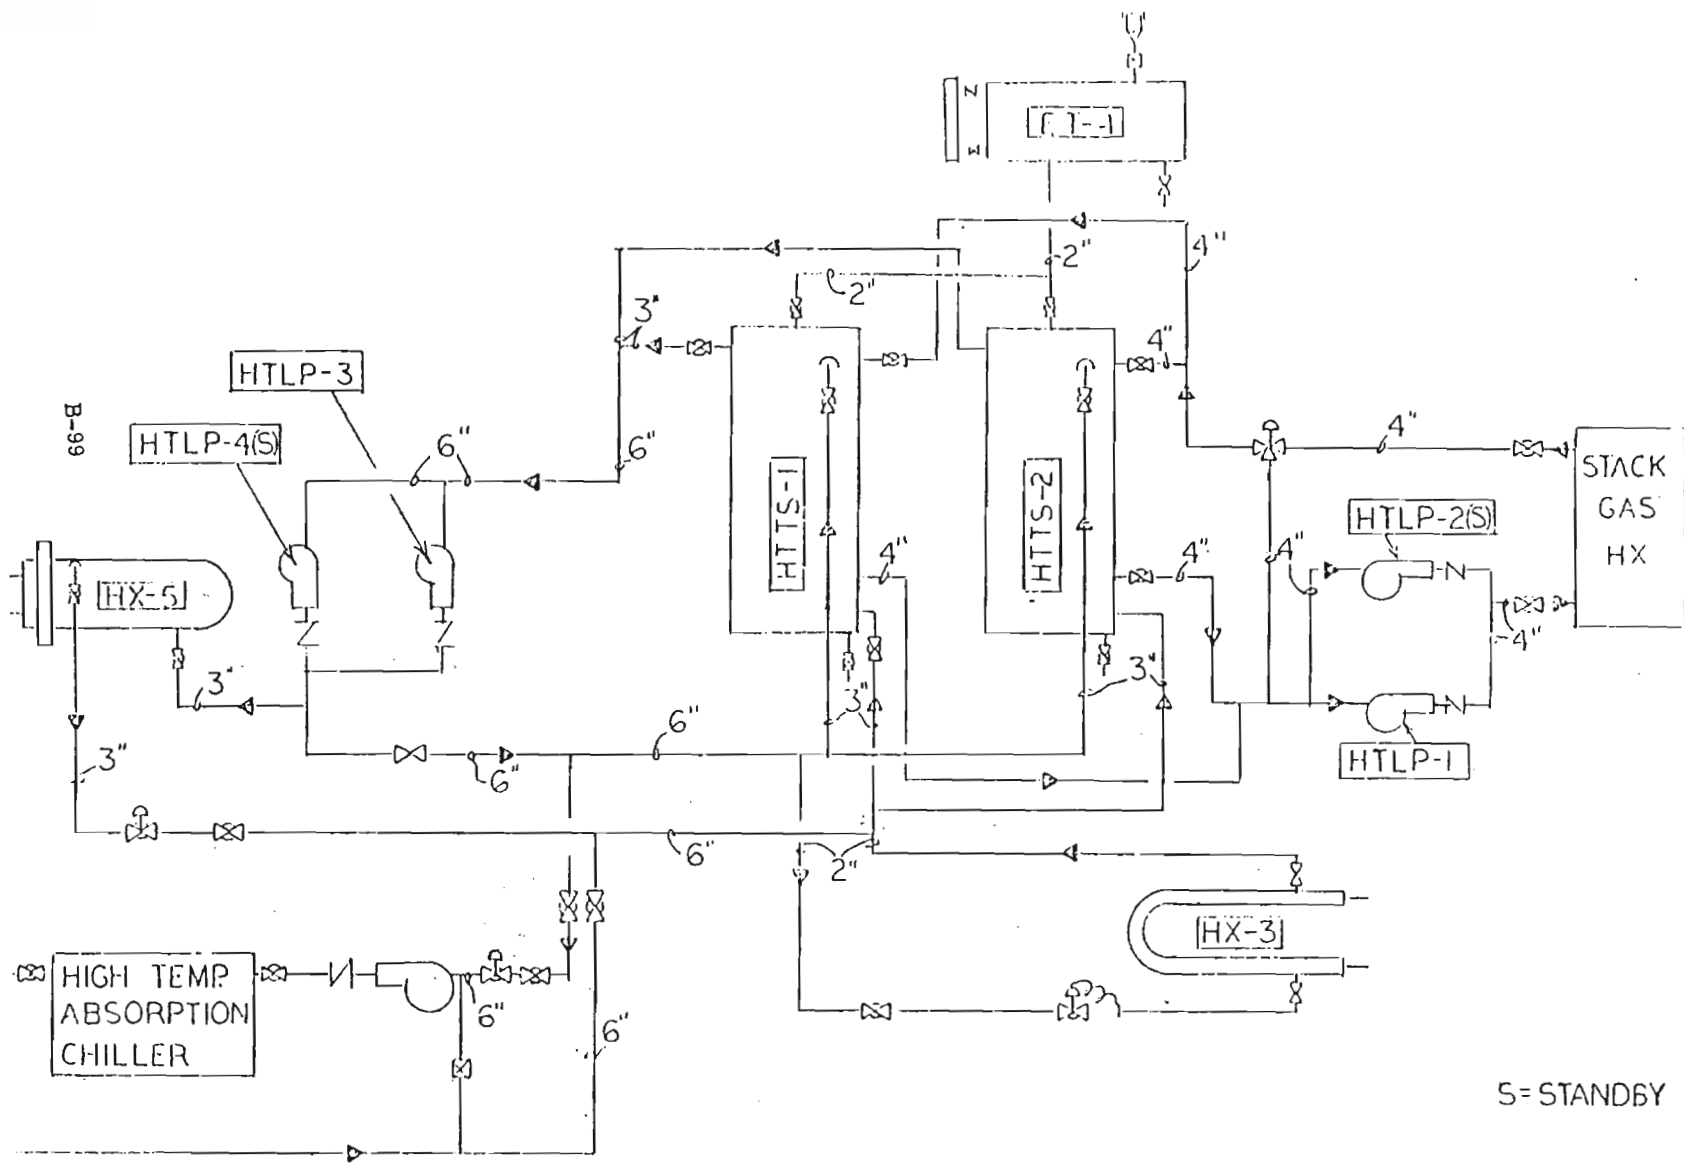 N
M
2"
4"
2"
3"
4"
HTLP-3
B-99
HTLP-4(S)
6"
6"
4"
STACK
GAS
HX
HTTS-1
HTTS-2
HTLP-2(S)
4"
4"
4"
4"
HX-5
4"
3"
3"
3"
6"
6"
HTLP-1
3"
6"
2"
HX-3
HIGH TEMP.
ABSORPTION
CHILLER
6"
6"
S=STANDBY